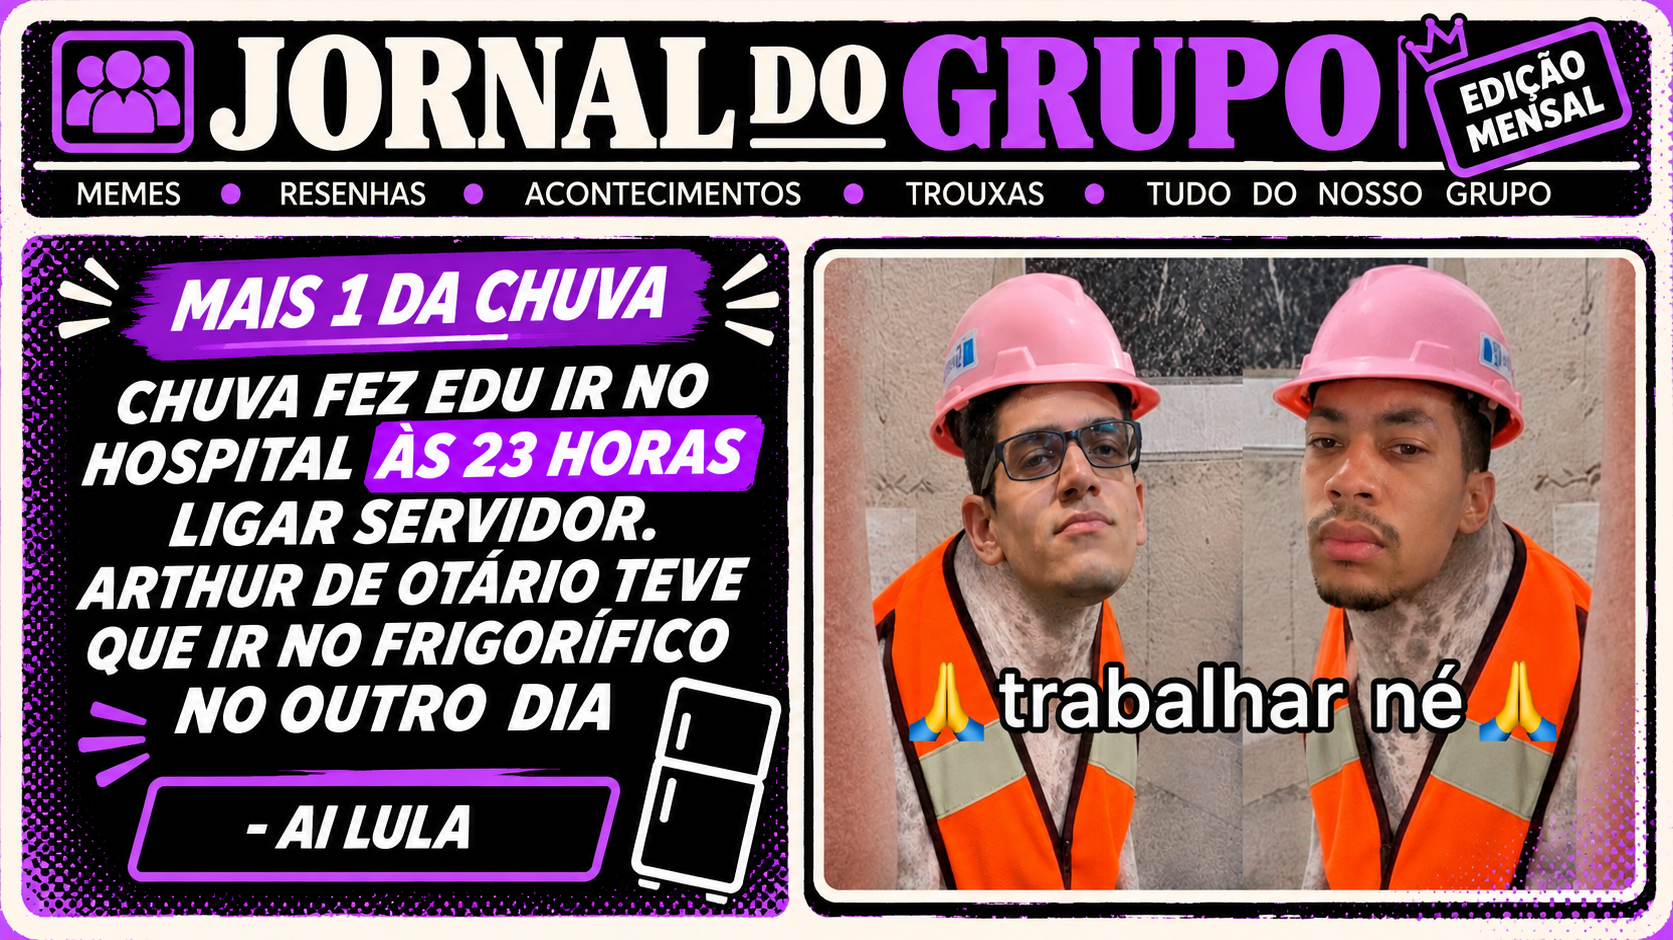 JORNAL DO GRUPO
EDIÇÃO
MENSAL
MEMES • RESENHAS • ACONTECIMENTOS • TROUXAS • TUDO DO NOSSO GRUPO
MAIS 1 DA CHUVA
CHUVA FEZ EDU IR NO
HOSPITAL ÀS 23 HORAS
LIGAR SERVIDOR.
ARTHUR DE OTÁRIO TEVE
QUE IR NO FRIGORÍFICO
NO OUTRO DIA
- AI LULA
🙏 trabalhar né 🙏